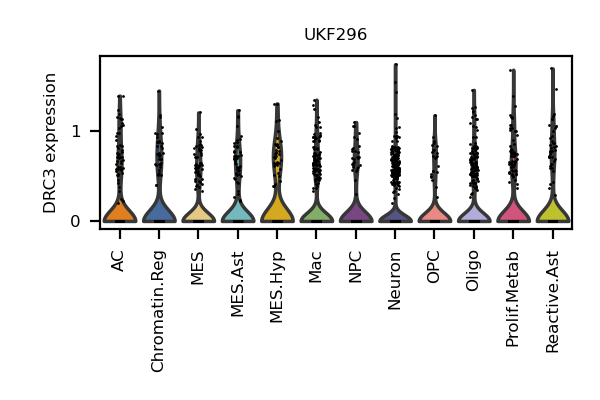 UKF296
DRC3 expression
1
0
AC
Chromatin.Reg
MES
MES.Ast
MES.Hyp
Mac
NPC
Neuron
OPC
Oligo
Prolif.Metab
Reactive.Ast